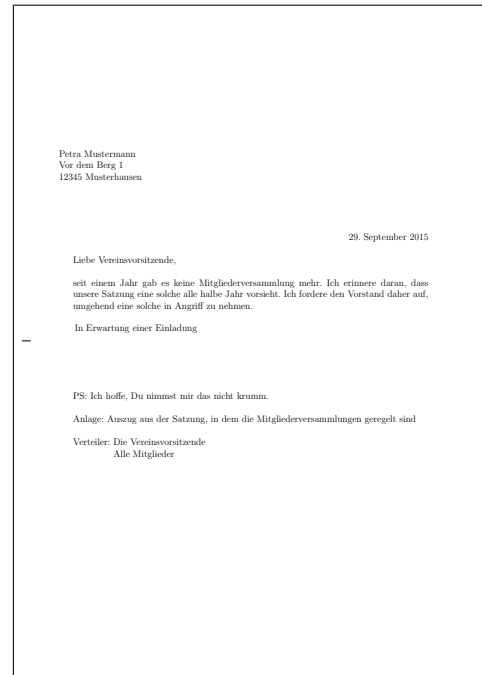 Petra Mustermann
Vor dem Berg 1
12345 Musterhausen
29. September 2015
Liebe Vereinsvorsitzende,
seit einem Jahr gab es keine Mitgliederversammlung mehr. Ich erinnere daran, dass
unsere Satzung eine solche alle halbe Jahr vorsieht. Ich fordere den Vorstand daher auf,
umgehend eine solche in Angriff zu nehmen.
In Erwartung einer Einladung
PS: Ich hoffe, Du nimmst mir das nicht krumm.
Anlage: Auszug aus der Satzung, in dem die Mitgliederversammlungen geregelt sind
Verteiler: Die Vereinsvorsitzende
Alle Mitglieder